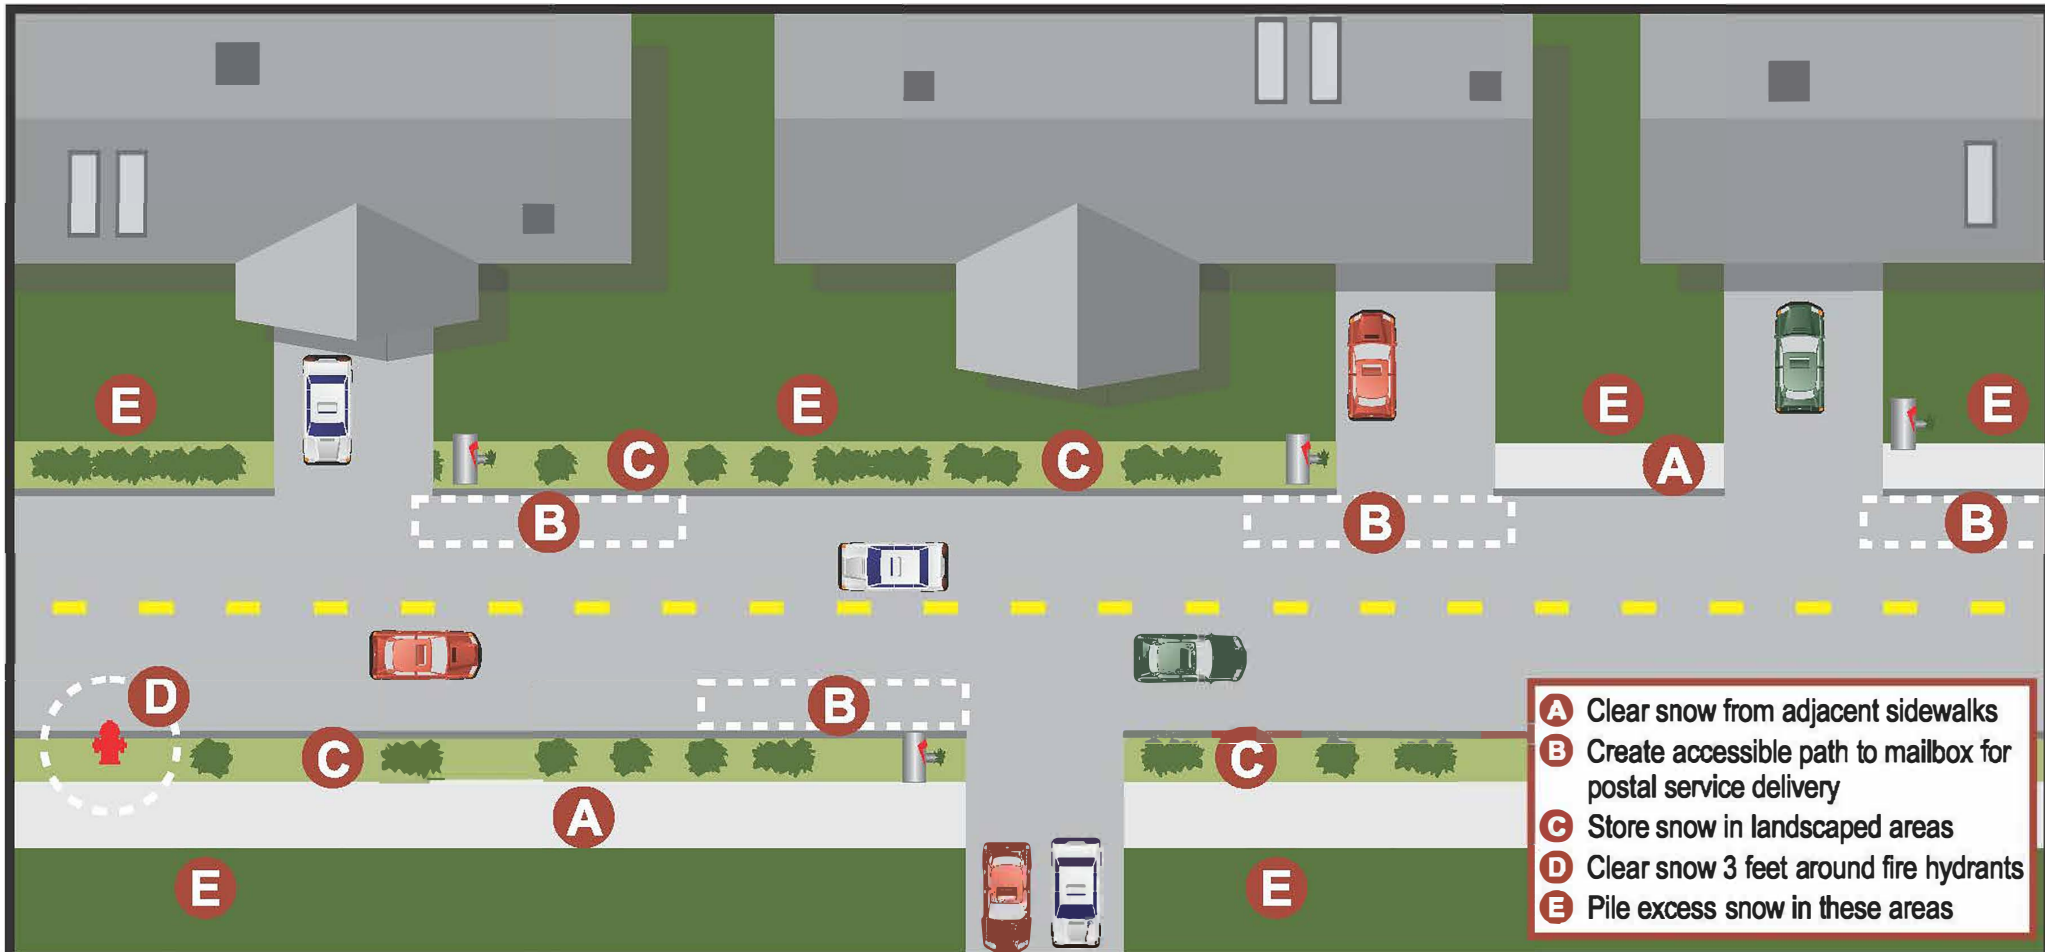 E
E
E
E
C
C
A
B
B
B
D
B
C
C
A
E
E
A Clear snow from adjacent sidewalks
B Create accessible path to mailbox for
postal service delivery
C Store snow in landscaped areas
D Clear snow 3 feet around fire hydrants
E Pile excess snow in these areas